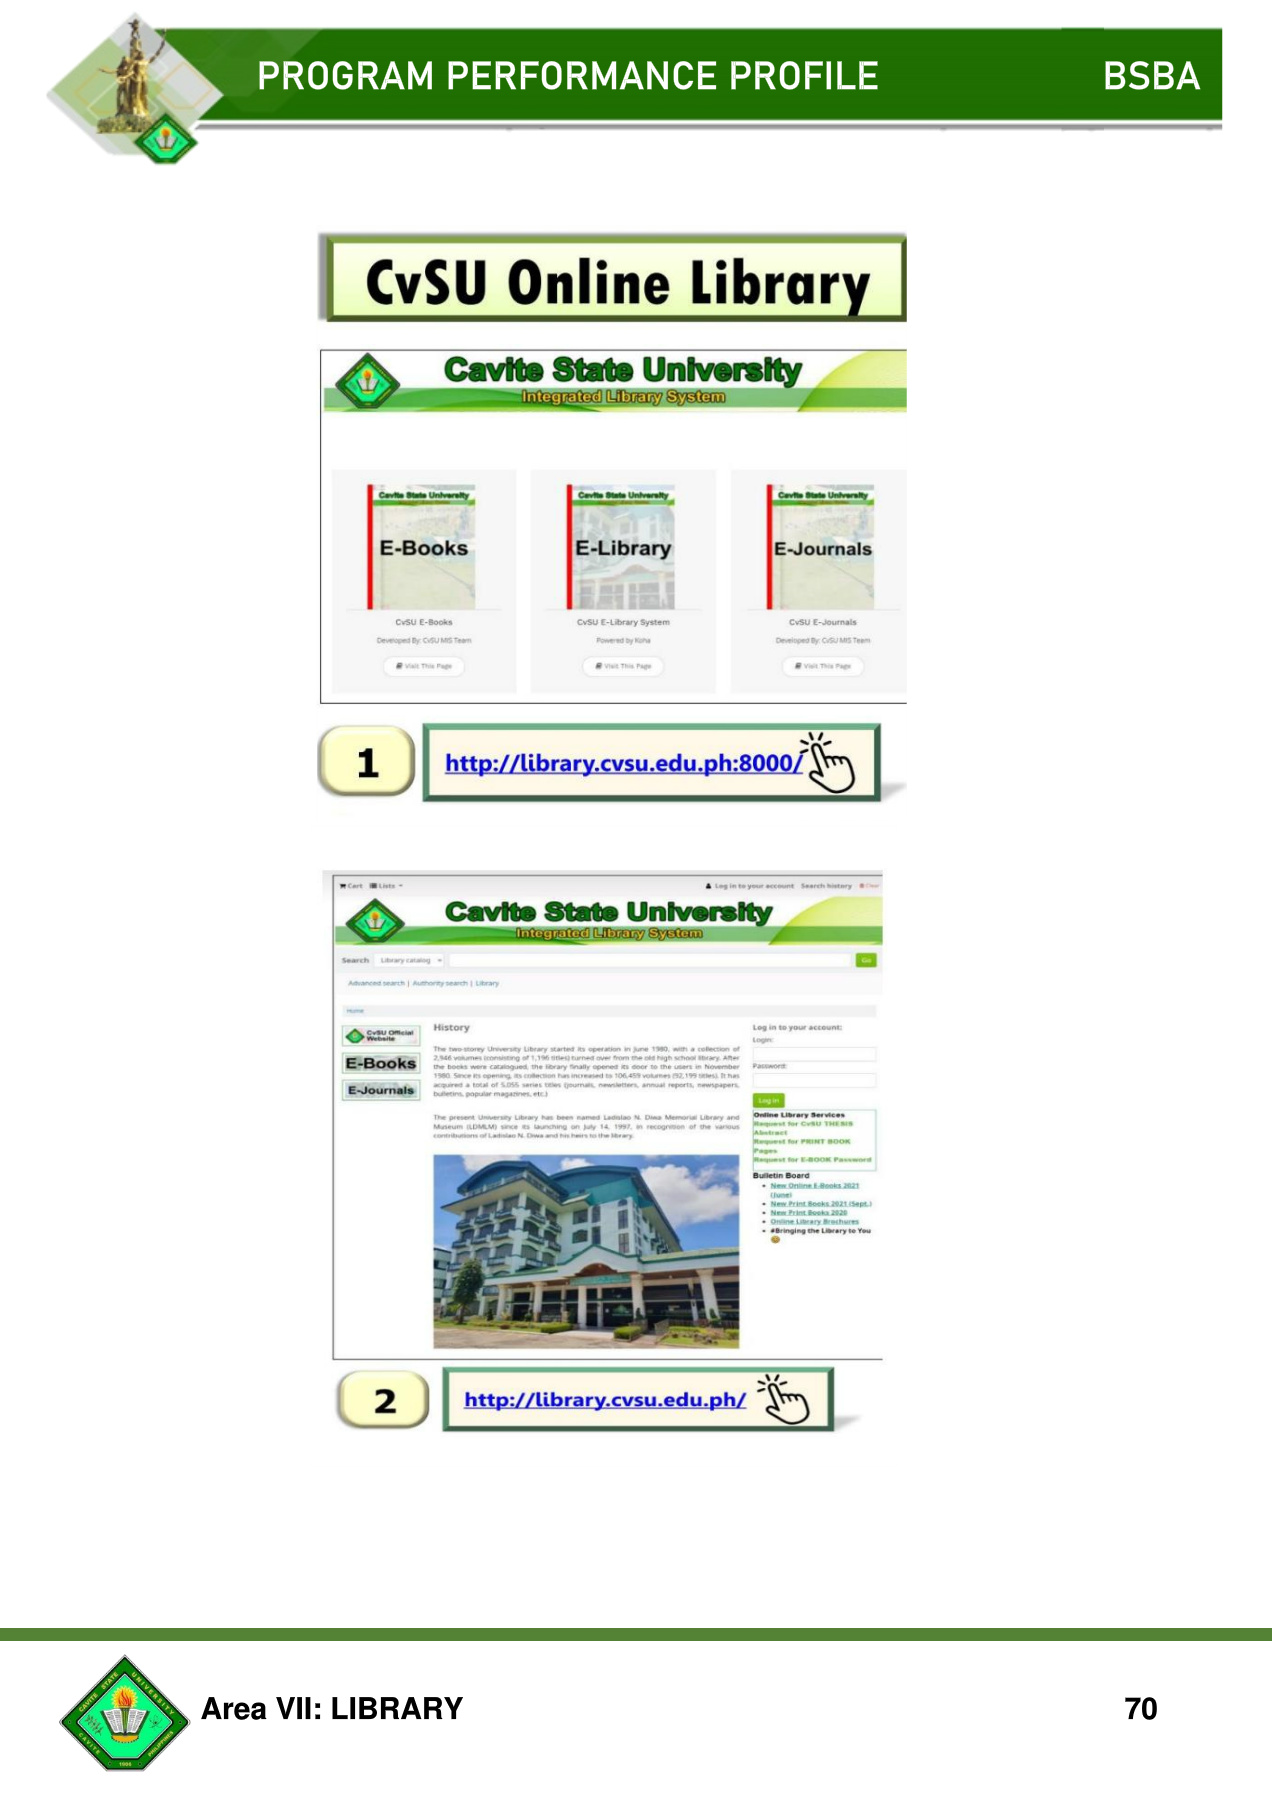 PROGRAM PERFORMANCE PROFILE BSBA
CvSU Online Library
Cavite State University
Integrated Library System
Cavite State University
E-Books
CvSU E-Books
Developed By: CvSU MIS Team
Visit This Page
Cavite State University
E-Library
CvSU E-Library System
Powered by Koha
Visit This Page
Cavite State University
E-Journals
CvSU E-Journals
Developed By: CvSU MIS Team
Visit This Page
1
http://library.cvsu.edu.ph:8000/
Cart Lists
Log in to your account Search history Clear
Cavite State University
Integrated Library System
Search Library catalog Go
Advanced search | Authority search | Library
Home
CvSU Official
Website
E-Books
E-Journals
History
The two-storey University Library started its operation in June 1980, with a collection of
2,946 volumes (consisting of 1,196 titles) turned over from the old high school library. After
the books were catalogued, the library finally opened its door to the users in November
1980. Since its opening, its collection has increased to 106,459 volumes (92,199 titles). It has
acquired a total of 5,055 series titles (journals, newsletters, annual reports, newspapers,
bulletins, popular magazines, etc.)
The present University Library has been named Ladislao N. Diwa Memorial Library and
Museum (LDMLM) since its launching on July 14, 1997, in recognition of the various
contributions of Ladislao N. Diwa and his heirs to the library.
Log in to your account:
Login:
Password:
Log in
Online Library Services
Request for CvSU THESIS
Abstract
Request for PRINT BOOK
Pages
Request for E-BOOK Password
Bulletin Board
New Online E-Books 2021
(June)
New Print Books 2021 (Sept.)
New Print Books 2020
Online Library Brochures
#Bringing the Library to You
2
http://library.cvsu.edu.ph/
CAVITE STATE UNIVERSITY
CAVITE PHILIPPINES
1906
Area VII: LIBRARY 70